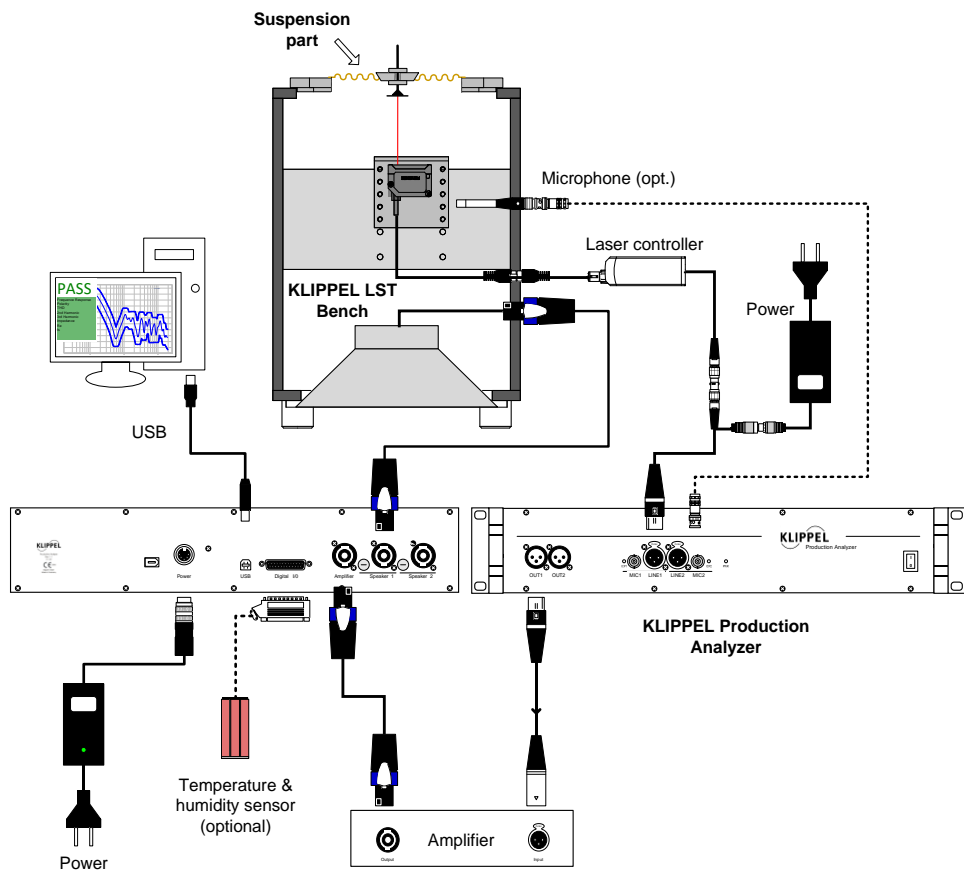 Suspension
part
Microphone (opt.)
Laser controller
KLIPPEL LST
Bench
Power
PASS
Frequency Response
USB
KLIPPEL
Power
USB
Digital I/O
Amplifier
Speaker 1
Speaker 2
KLIPPEL
Production Analyzer
OUT1
OUT2
MIC1
LINE1
LINE2
MIC2
KLIPPEL Production
Analyzer
Temperature &
humidity sensor
(optional)
Power
Amplifier
Output
Input